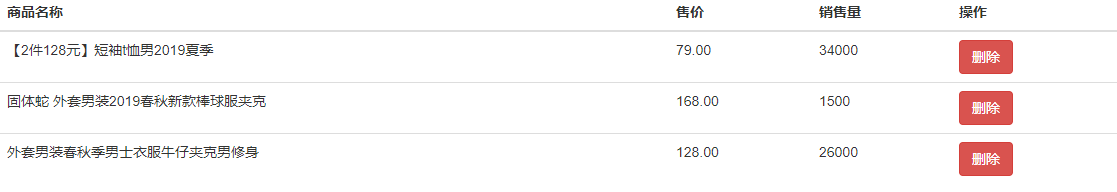 商品名称 售价 销售量 操作
【2件128元】短袖t恤男2019夏季 79.00 34000 删除
固体蛇 外套男装2019春秋新款棒球服夹克 168.00 1500 删除
外套男装春秋季男士衣服牛仔夹克男修身 128.00 26000 删除